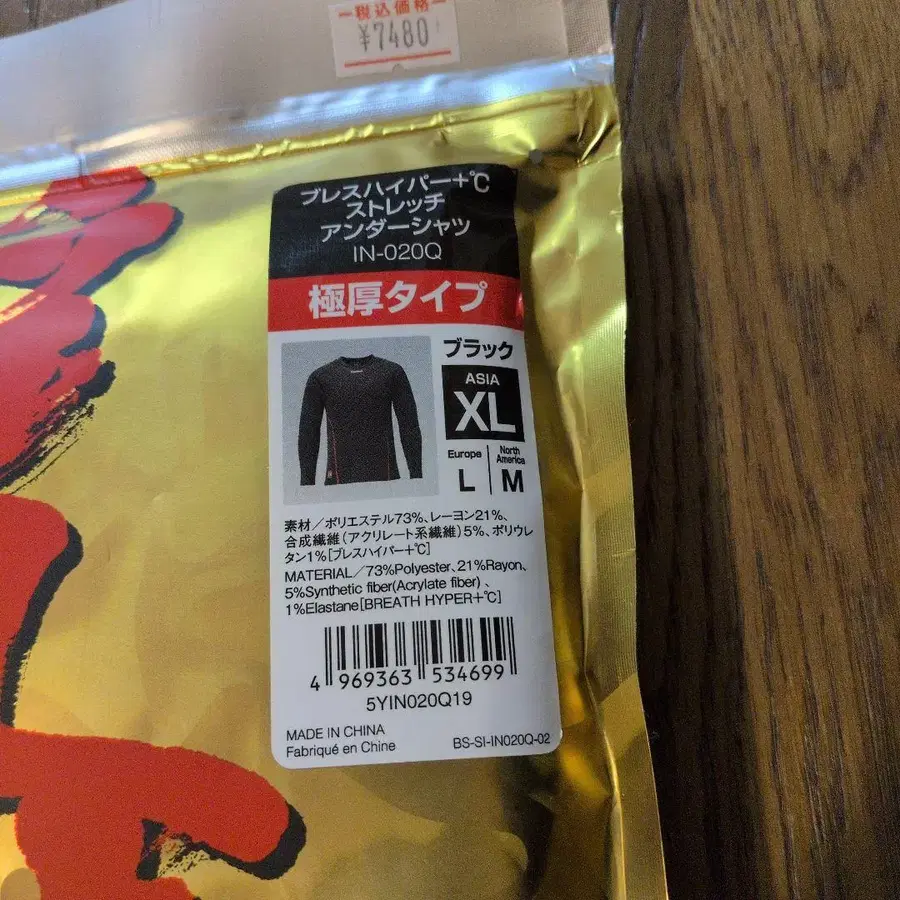 税込価格
¥7480
ブレスハイパー+℃
ストレッチ
アンダーシャツ
IN-020Q
極厚タイプ
ブラック
ASIA
XL
Europe
L
North
America
M
素材/ポリエステル73%、レーヨン21%、
合成繊維(アクリレート系繊維)5%、ポリウレ
タン1%[ブレスハイパー+℃]
MATERIAL/73%Polyester, 21%Rayon,
5%Synthetic fiber(Acrylate fiber)、
1%Elastane[BREATH HYPER+℃]
4 969363 534699
5YIN020Q19
MADE IN CHINA
Fabriqué en Chine
BS-SI-IN020Q-02